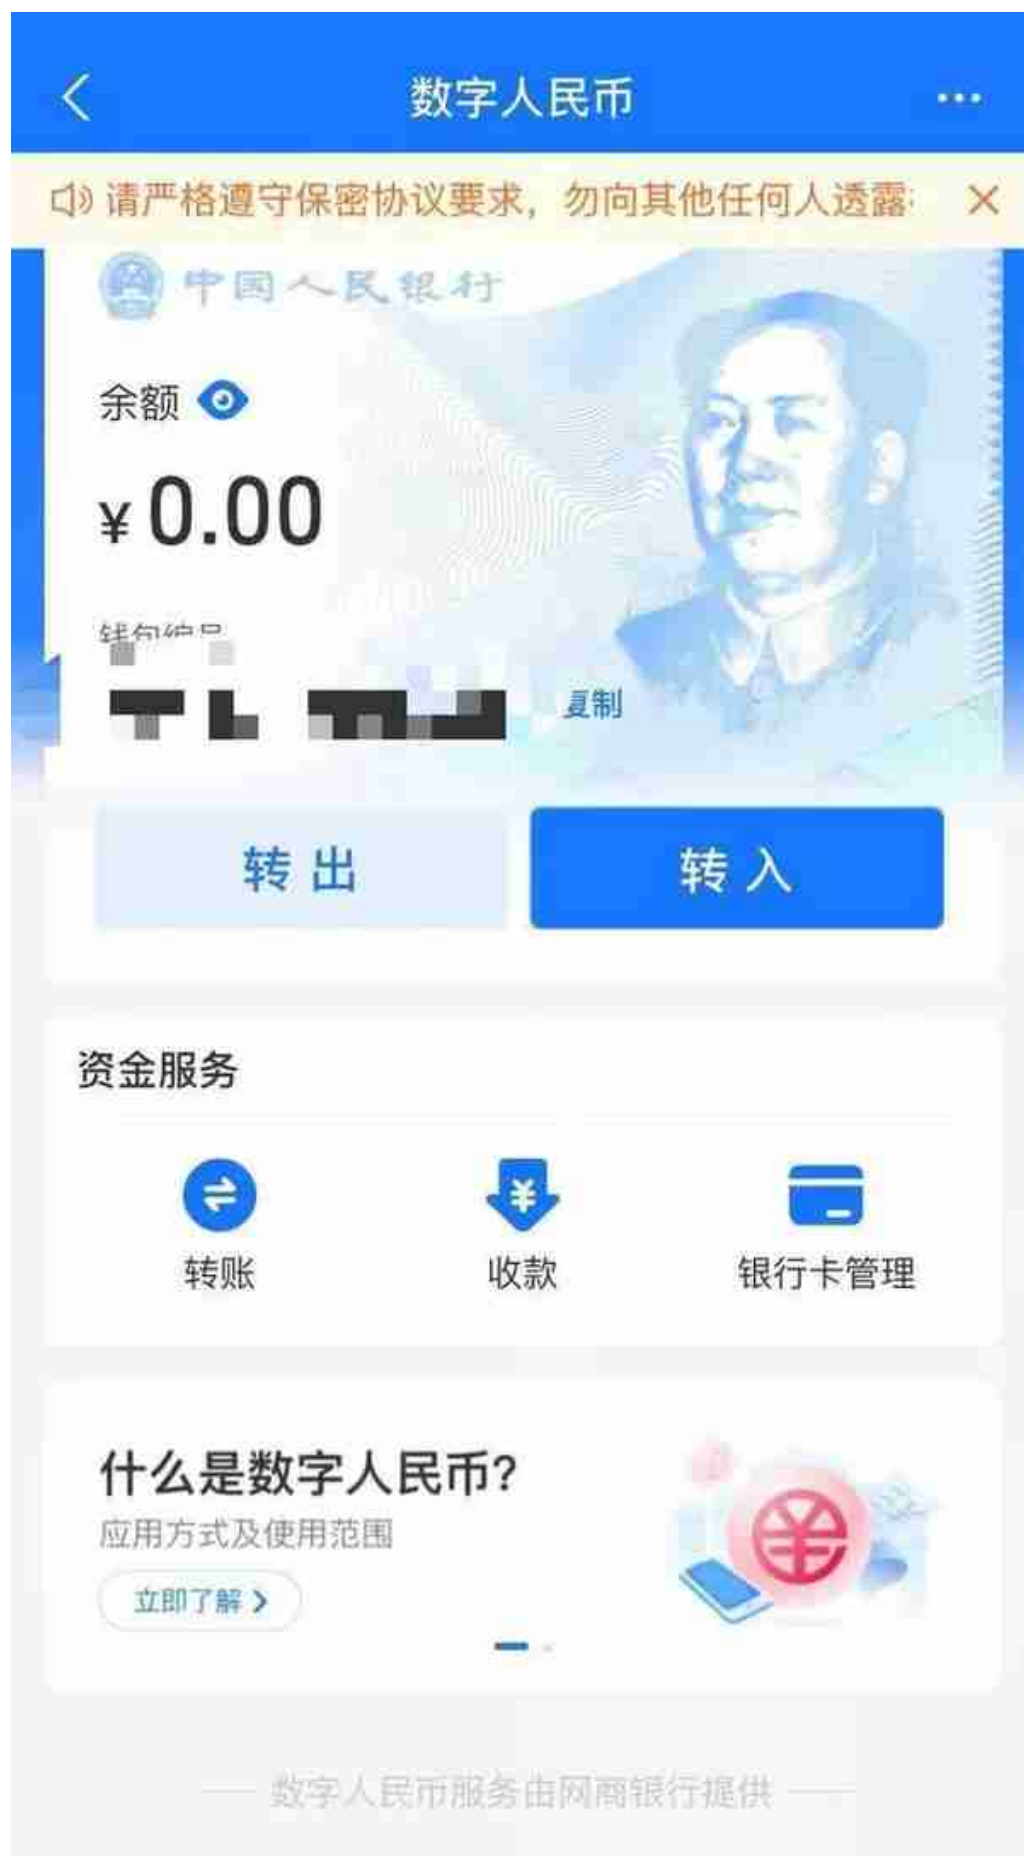 数字人民币
请严格遵守保密协议要求，勿向其他任何人透露
中国人民银行
余额
¥0.00
钱包编号
复制
转出
转入
资金服务
转账
收款
银行卡管理
什么是数字人民币?
应用方式及使用范围
立即了解
数字人民币服务由网商银行提供